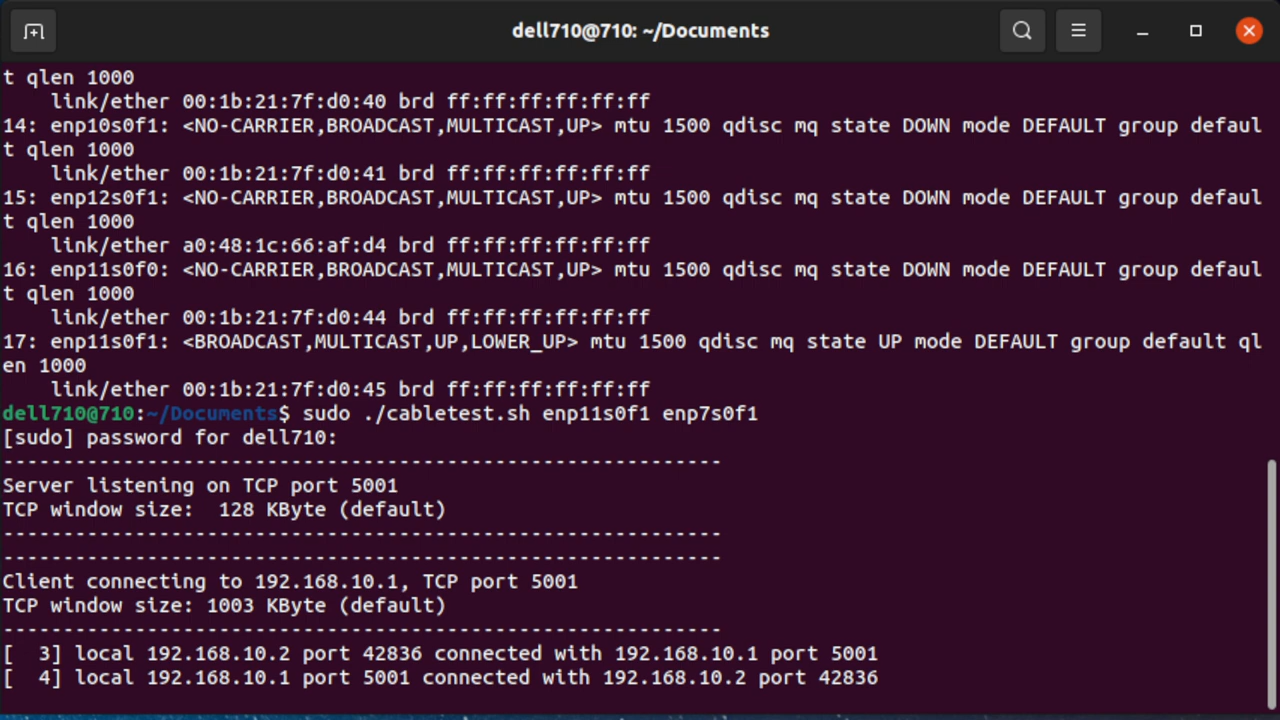 dell710@710: ~/Documents
t qlen 1000
    link/ether 00:1b:21:7f:d0:40 brd ff:ff:ff:ff:ff:ff
14: enp10s0f1: <NO-CARRIER,BROADCAST,MULTICAST,UP> mtu 1500 qdisc mq state DOWN mode DEFAULT group defaul
t qlen 1000
    link/ether 00:1b:21:7f:d0:41 brd ff:ff:ff:ff:ff:ff
15: enp12s0f1: <NO-CARRIER,BROADCAST,MULTICAST,UP> mtu 1500 qdisc mq state DOWN mode DEFAULT group defaul
t qlen 1000
    link/ether a0:48:1c:66:af:d4 brd ff:ff:ff:ff:ff:ff
16: enp11s0f0: <NO-CARRIER,BROADCAST,MULTICAST,UP> mtu 1500 qdisc mq state DOWN mode DEFAULT group defaul
t qlen 1000
    link/ether 00:1b:21:7f:d0:44 brd ff:ff:ff:ff:ff:ff
17: enp11s0f1: <BROADCAST,MULTICAST,UP,LOWER_UP> mtu 1500 qdisc mq state UP mode DEFAULT group default ql
en 1000
    link/ether 00:1b:21:7f:d0:45 brd ff:ff:ff:ff:ff:ff
dell710@710:~/Documents$ sudo ./cabletest.sh enp11s0f1 enp7s0f1
[sudo] password for dell710:
------------------------------------------------------------
Server listening on TCP port 5001
TCP window size:  128 KByte (default)
------------------------------------------------------------
------------------------------------------------------------
Client connecting to 192.168.10.1, TCP port 5001
TCP window size: 1003 KByte (default)
------------------------------------------------------------
[  3] local 192.168.10.2 port 42836 connected with 192.168.10.1 port 5001
[  4] local 192.168.10.1 port 5001 connected with 192.168.10.2 port 42836